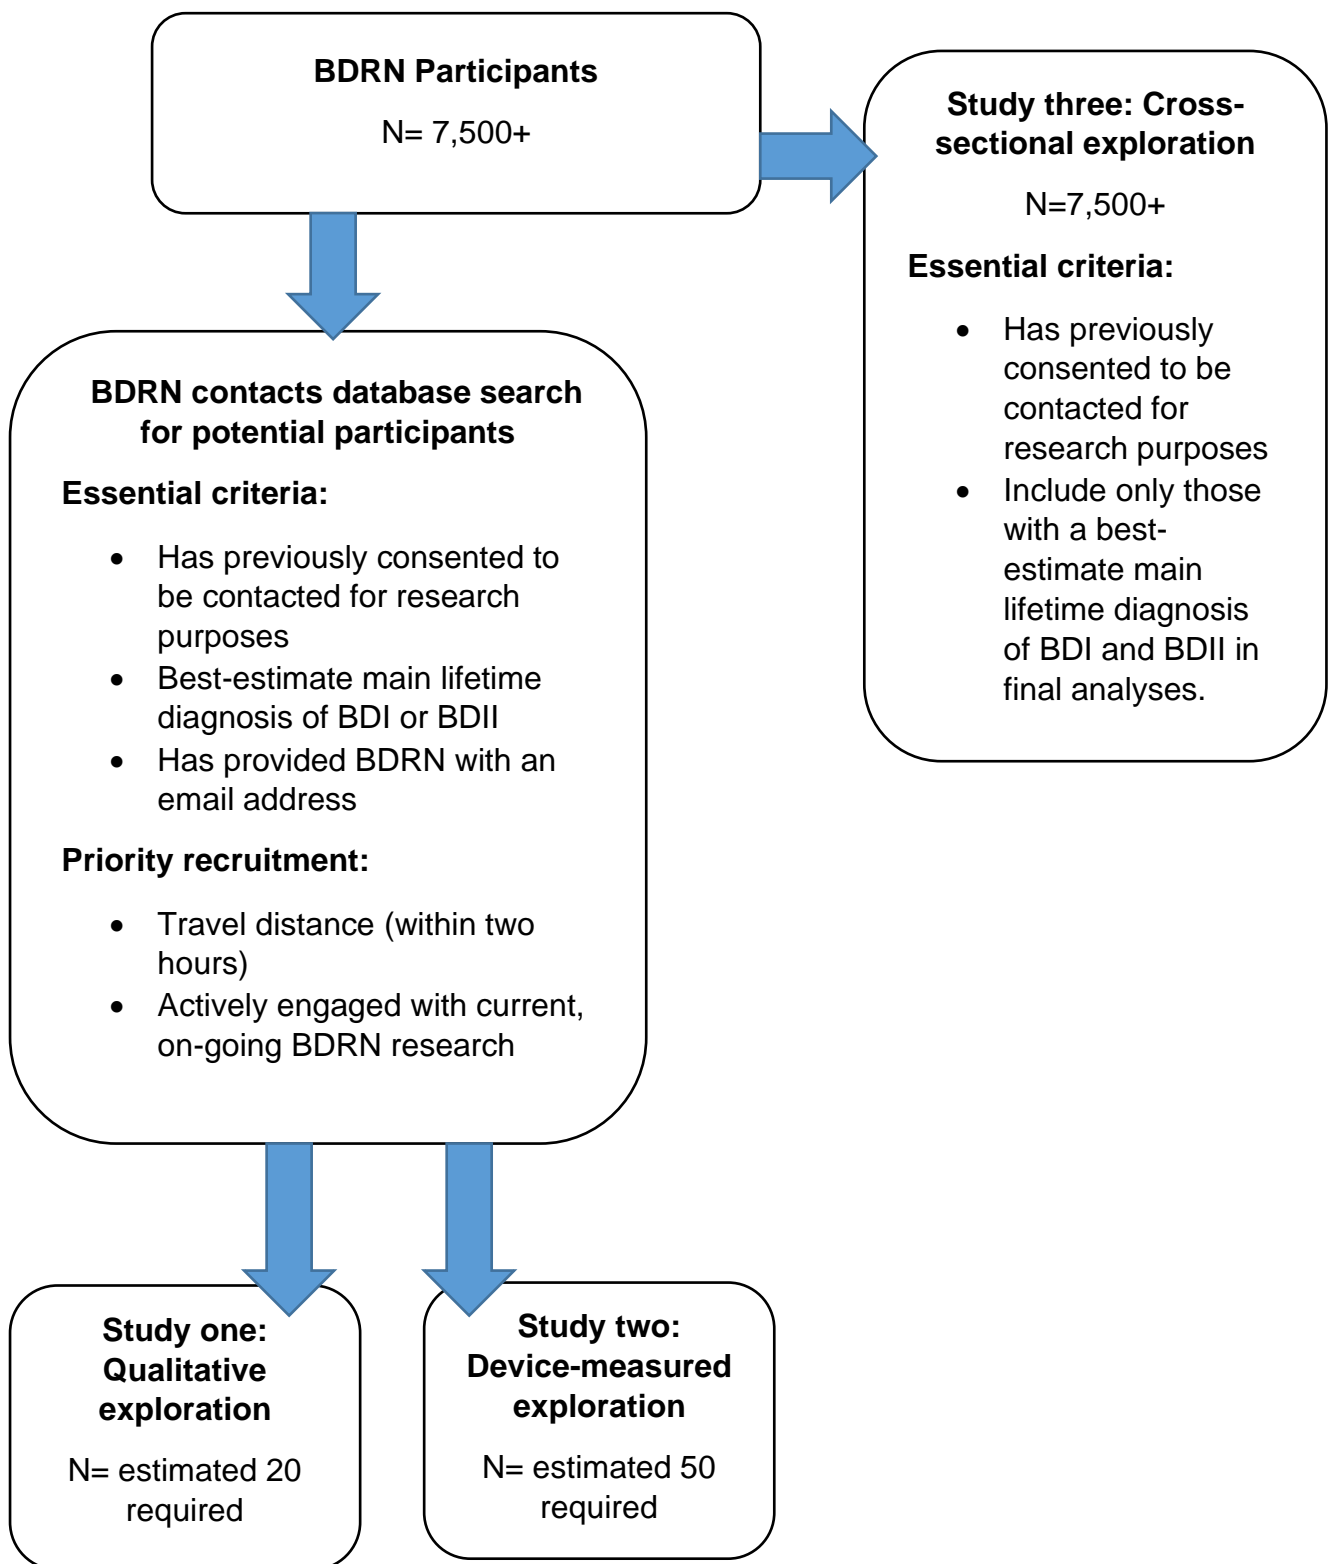 BDRN Participants
N= 7,500+
Study three: Cross-
sectional exploration
N=7,500+
Essential criteria:
• Has previously
consented to be
contacted for
research purposes
• Include only those
with a best-
estimate main
lifetime diagnosis
of BDI and BDII in
final analyses.
BDRN contacts database search
for potential participants
Essential criteria:
• Has previously consented to
be contacted for research
purposes
• Best-estimate main lifetime
diagnosis of BDI or BDII
• Has provided BDRN with an
email address
Priority recruitment:
• Travel distance (within two
hours)
• Actively engaged with current,
on-going BDRN research
Study one:
Qualitative
exploration
N= estimated 20
required
Study two:
Device-measured
exploration
N= estimated 50
required